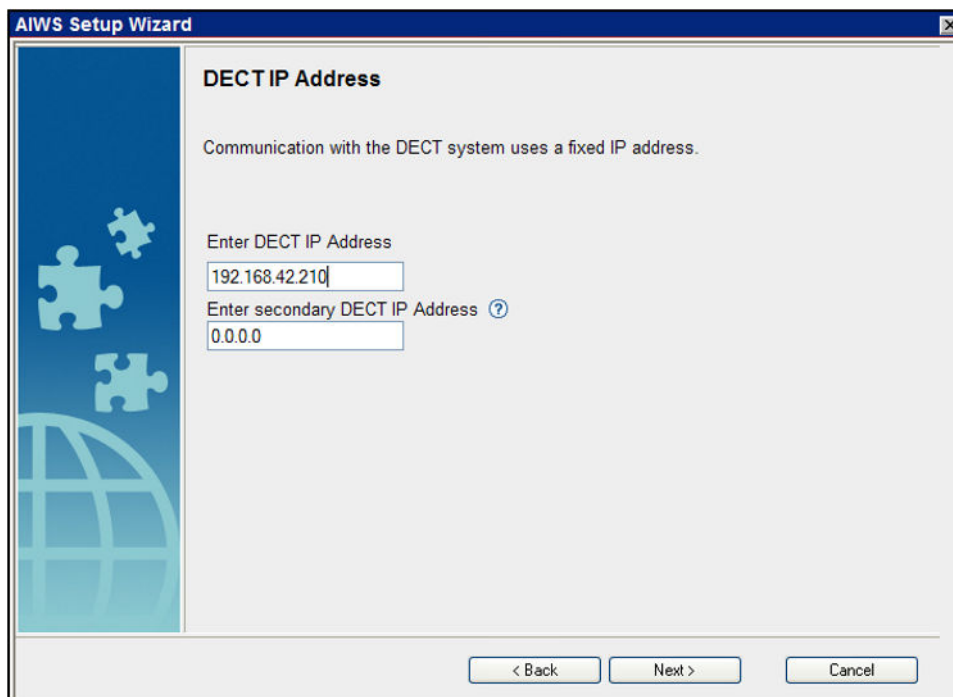 AIWS Setup Wizard
DECT IP Address
Communication with the DECT system uses a fixed IP address.
Enter DECT IP Address
192.168.42.210
Enter secondary DECT IP Address ?
0.0.0.0
< Back Next > Cancel